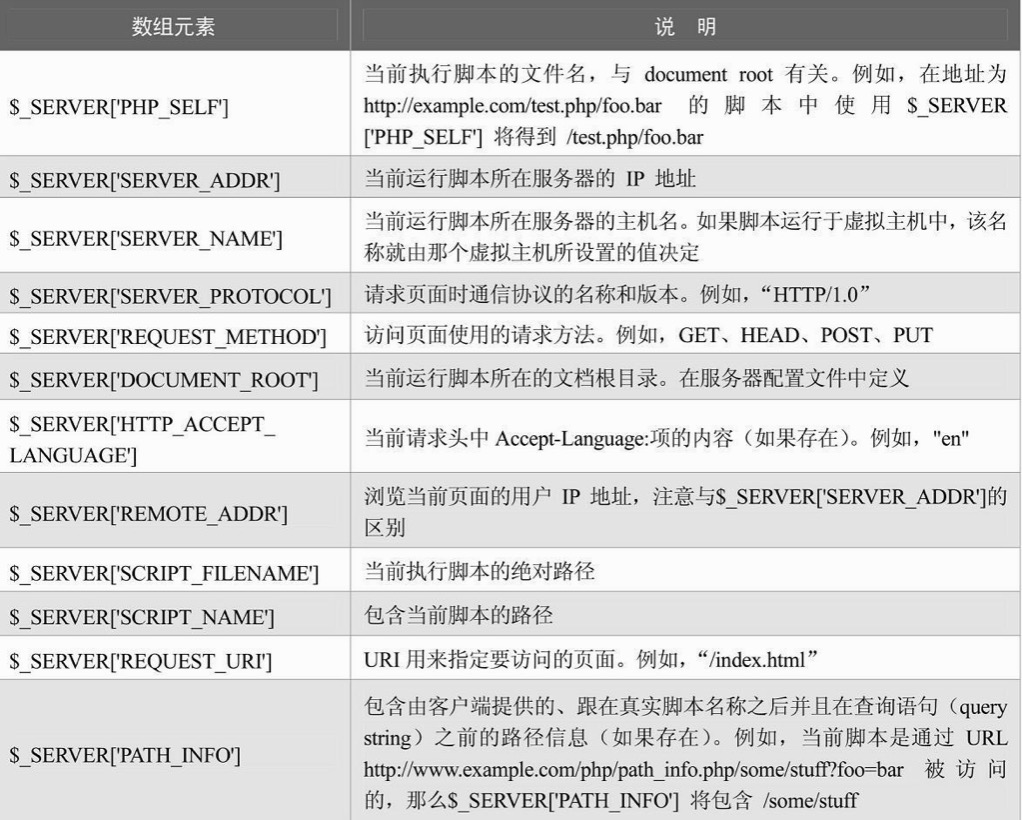 数组元素
说 明
$_SERVER['PHP_SELF']
当前执行脚本的文件名，与 document root 有关。例如，在地址为
http://example.com/test.php/foo.bar 的脚本中使用 $_SERVER
['PHP_SELF'] 将得到 /test.php/foo.bar
$_SERVER['SERVER_ADDR']
当前运行脚本所在服务器的 IP 地址
$_SERVER['SERVER_NAME']
当前运行脚本所在服务器的主机名。如果脚本运行于虚拟主机中，该名
称就由那个虚拟主机所设置的值决定
$_SERVER['SERVER_PROTOCOL']
请求页面时通信协议的名称和版本。例如，“HTTP/1.0”
$_SERVER['REQUEST_METHOD']
访问页面使用的请求方法。例如，GET、HEAD、POST、PUT
$_SERVER['DOCUMENT_ROOT']
当前运行脚本所在的文档根目录。在服务器配置文件中定义
$_SERVER['HTTP_ACCEPT_
LANGUAGE']
当前请求头中 Accept-Language:项的内容（如果存在）。例如，"en"
$_SERVER['REMOTE_ADDR']
浏览当前页面的用户 IP 地址，注意与$_SERVER['SERVER_ADDR']的
区别
$_SERVER['SCRIPT_FILENAME']
当前执行脚本的绝对路径
$_SERVER['SCRIPT_NAME']
包含当前脚本的路径
$_SERVER['REQUEST_URI']
URI 用来指定要访问的页面。例如，“/index.html”
$_SERVER['PATH_INFO']
包含由客户端提供的、跟在真实脚本名称之后并且在查询语句（query
string）之前的路径信息（如果存在）。例如，当前脚本是通过 URL
http://www.example.com/php/path_info.php/some/stuff?foo=bar 被访问
的，那么$_SERVER['PATH_INFO'] 将包含 /some/stuff